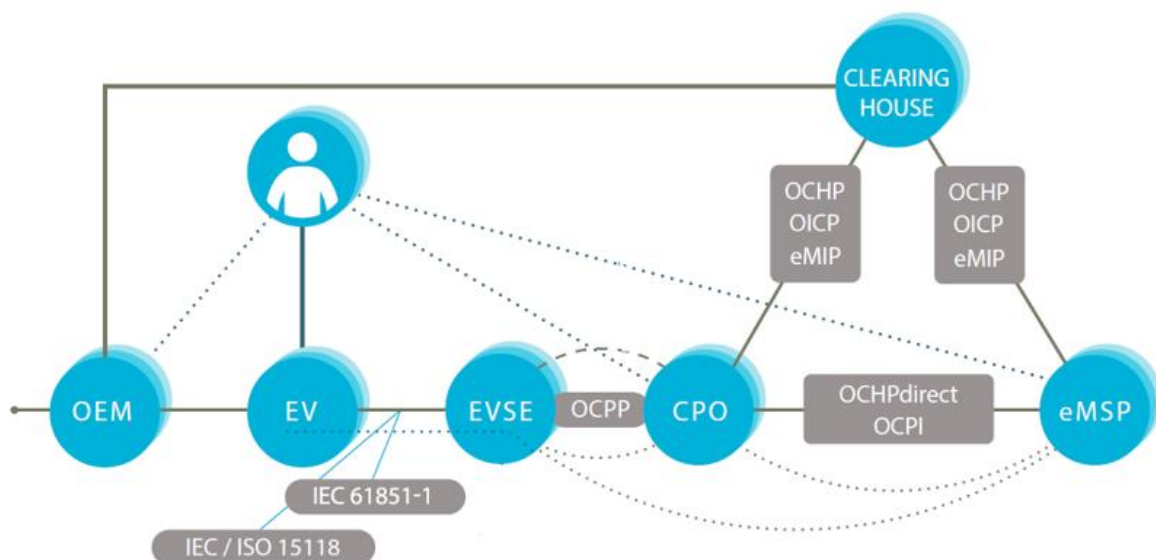 CLEARING
HOUSE
OCHP
OICP
eMIP
OCHP
OICP
eMIP
OEM
EV
EVSE
OCPP
CPO
OCHPdirect
OCPI
eMSP
IEC 61851-1
IEC / ISO 15118